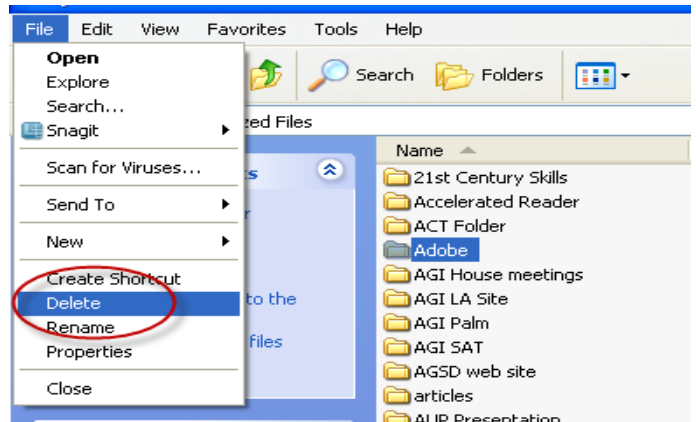 File Edit View Favorites Tools Help
Open
Explore
Search...
Snagit
Scan for Viruses...
Send To
New
Create Shortcut
Delete
Rename
Properties
Close
Search Folders
Files
to the
files
Name
21st Century Skills
Accelerated Reader
ACT Folder
Adobe
AGI House meetings
AGI LA Site
AGI Palm
AGI SAT
AGSD web site
articles
AUP Presentation